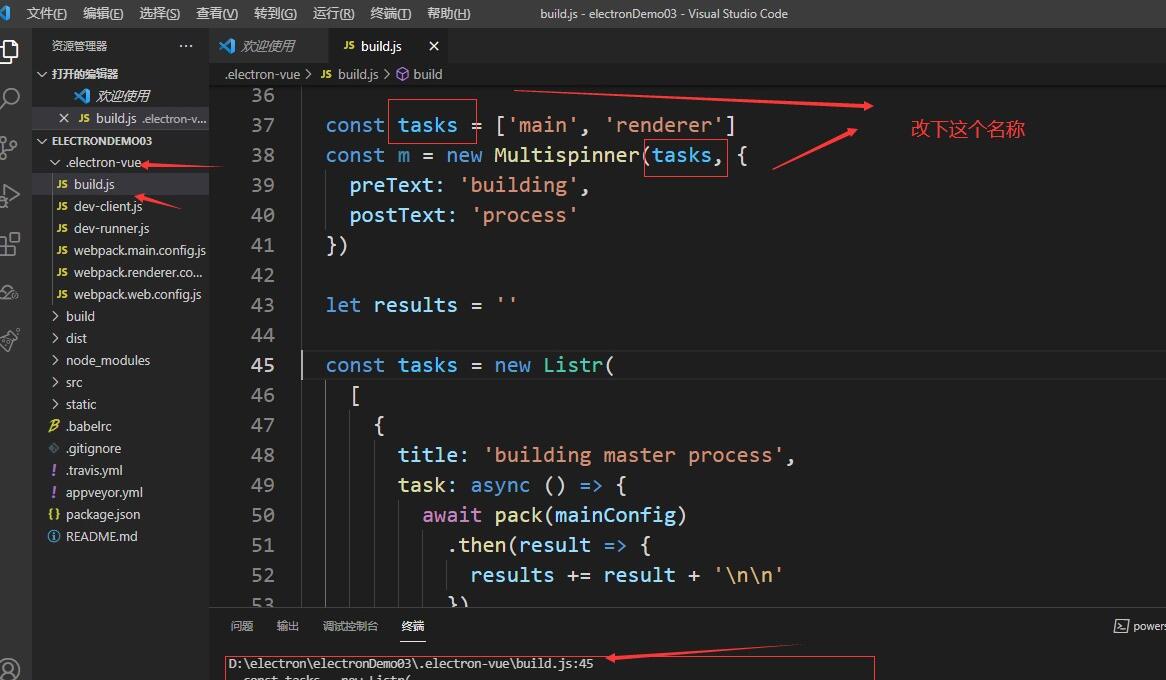 文件(F) 编辑(E) 选择(S) 查看(V) 转到(G) 运行(R) 终端(T) 帮助(H) build.js - electronDemo03 - Visual Studio Code
资源管理器 ···
打开的编辑器
欢迎使用
JS build.js .electron-v...
ELECTRONDEMO03
.electron-vue
JS build.js
JS dev-client.js
JS dev-runner.js
JS webpack.main.config.js
JS webpack.renderer.co...
JS webpack.web.config.js
build
dist
node_modules
src
static
.babelrc
.gitignore
.travis.yml
appveyor.yml
package.json
README.md
欢迎使用 JS build.js
.electron-vue > JS build.js > build
36
37 const tasks = ['main', 'renderer']
改下这个名称
38 const m = new Multispinner(tasks, {
39 preText: 'building',
40 postText: 'process'
41 })
42
43 let results = ''
44
45 const tasks = new Listr(
46 [
47 {
48 title: 'building master process',
49 task: async () => {
50 await pack(mainConfig)
51 .then(result => {
52 results += result + '\n\n'
53 })
问题 输出 调试控制台 终端 powers
D:\electron\electronDemo03\.electron-vue\build.js:45
const tasks = new Listr(